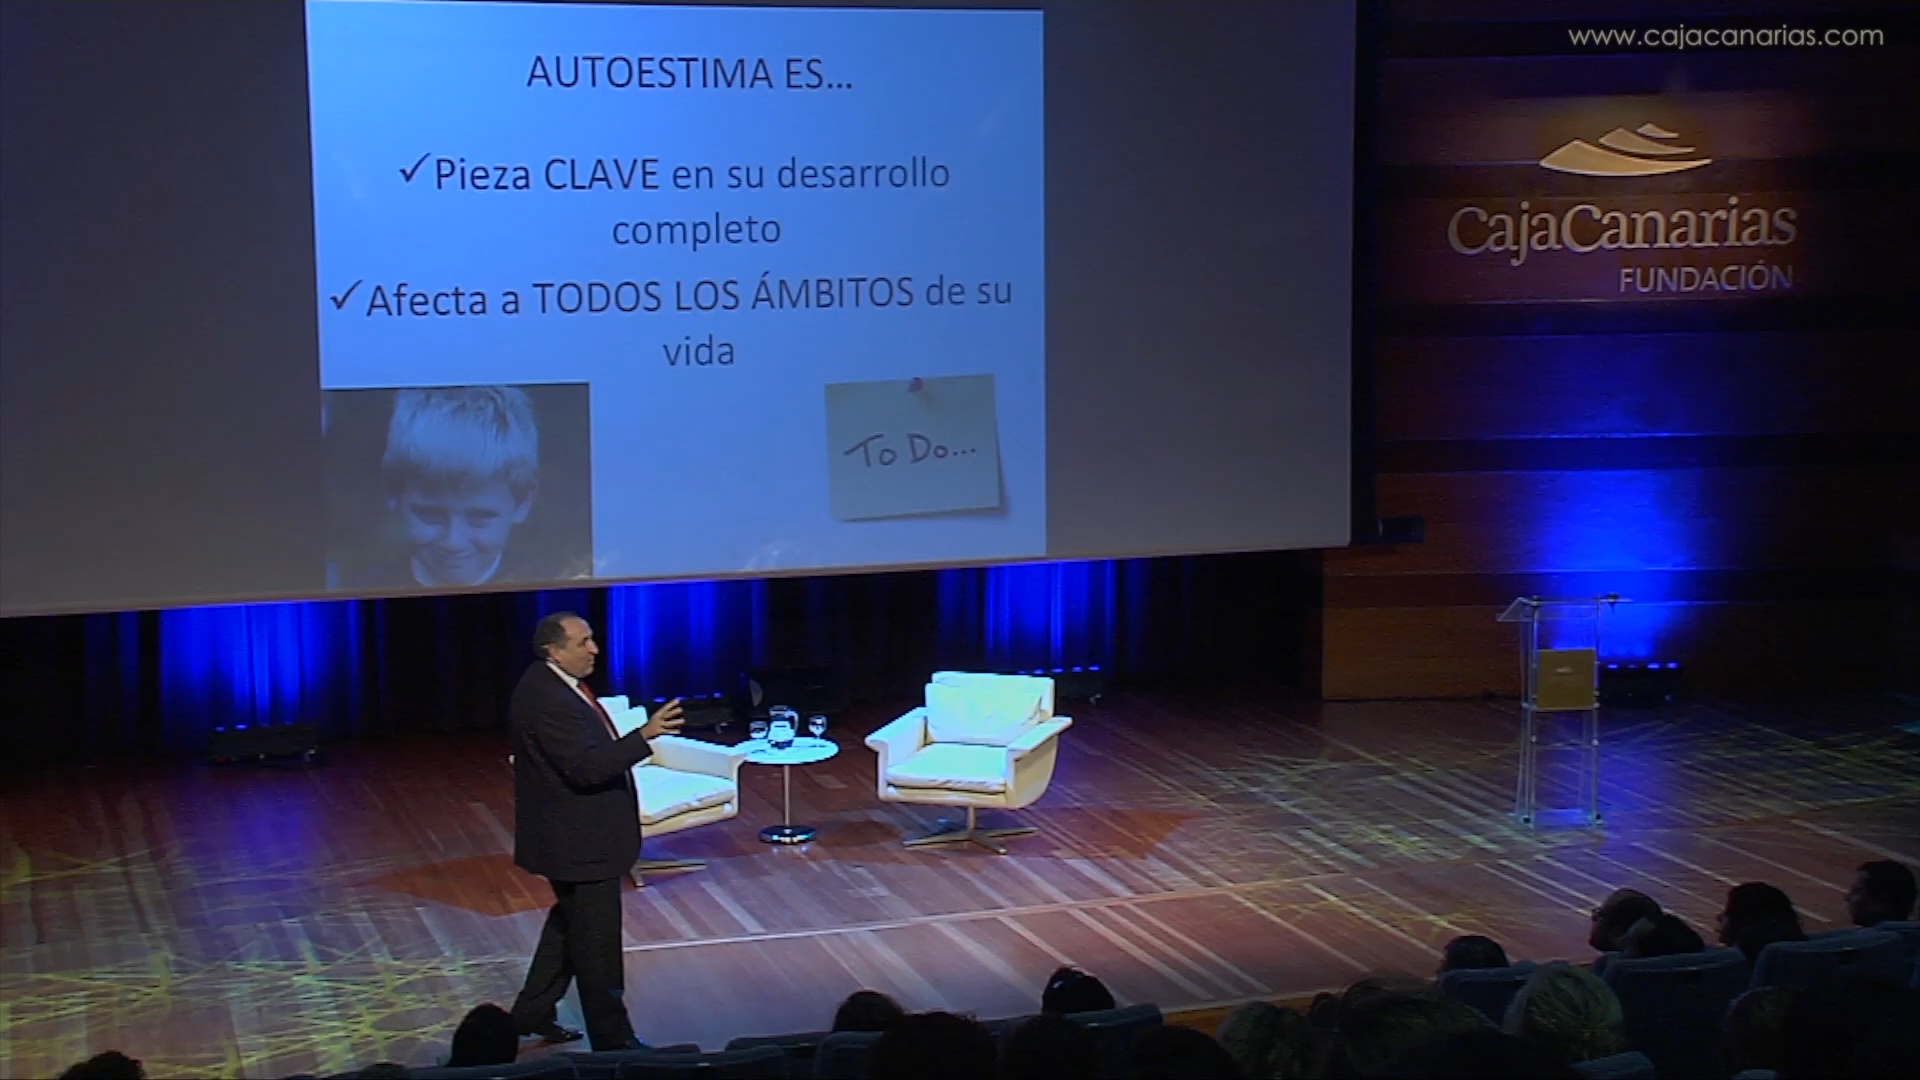 www.cajacanarias.com
AUTOESTIMA ES...
✓Pieza CLAVE en su desarrollo
completo
✓Afecta a TODOS LOS ÁMBITOS de su
vida
To Do...
CajaCanarias
FUNDACIÓN